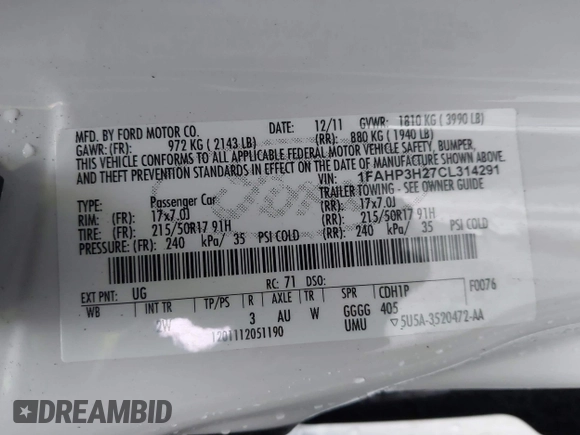 MFD. BY FORD MOTOR CO. DATE: 12/11 GVWR: 1810 KG ( 3990 LB)
GAWR: (FR): 972 KG ( 2143 LB) (RR): 880 KG ( 1940 LB)
THIS VEHICLE CONFORMS TO ALL APPLICABLE FEDERAL MOTOR VEHICLE SAFETY, BUMPER,
AND THEFT PREVENTION STANDARDS IN EFFECT ON THE DATE OF MANUFACTURE SHOWN ABOVE.
VIN: 1FAHP3H27CL314291
TYPE: Passenger Car TRAILER TOWING - SEE OWNER GUIDE
RIM: (FR): 17x7.0J (RR): 17x7.0J
TIRE: (FR): 215/50R17 91H (RR): 215/50R17 91H
PRESSURE: (FR): 240 kPa/ 35 PSI COLD (RR): 240 kPa/ 35 PSI COLD
EXT PNT: UG RC: 71 DSO: F0076
WB INT TR TP/PS R AXLE TR SPR CDH1P
2W 3 AU W GGGG 405
1201112051190 UMU ▽5U5A-3520472-AA
DREAMBID